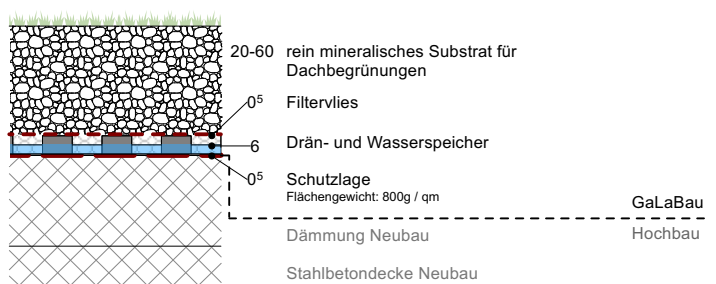 20-60 rein mineralisches Substrat für
Dachbegrünungen
0⁵ Filtervlies
6 Drän- und Wasserspeicher
0⁵ Schutzlage
Flächengewicht: 800g / qm
GaLaBau
Dämmung Neubau Hochbau
Stahlbetondecke Neubau